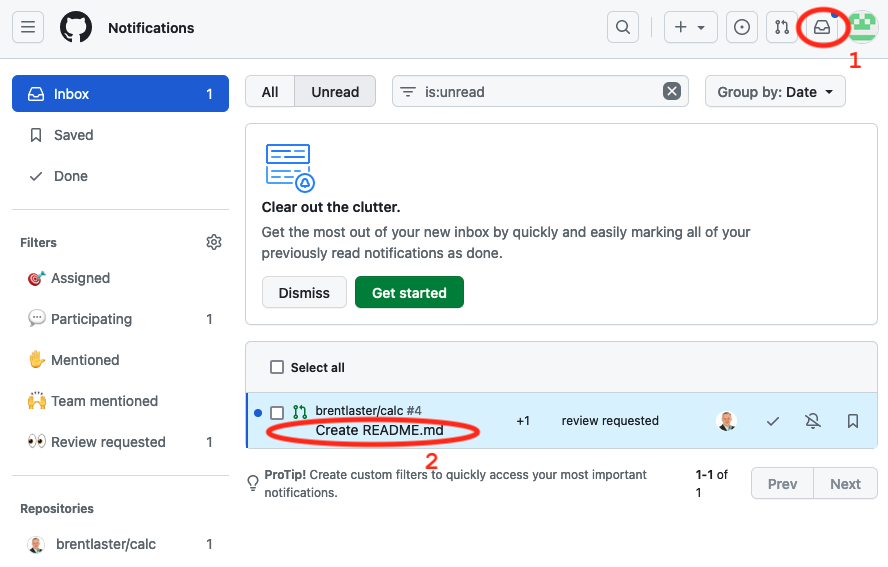 Notifications
1
Inbox 1
All Unread is:unread Group by: Date
Saved
Done
Clear out the clutter.
Get the most out of your new inbox by quickly and easily marking all of your
previously read notifications as done.
Dismiss Get started
Filters
Assigned
Participating 1
Mentioned
Team mentioned
Review requested 1
Select all
brentlaster/calc #4
Create README.md
+1 review requested
2
ProTip! Create custom filters to quickly access your most important
notifications.
1-1 of
1
Prev Next
Repositories
brentlaster/calc 1